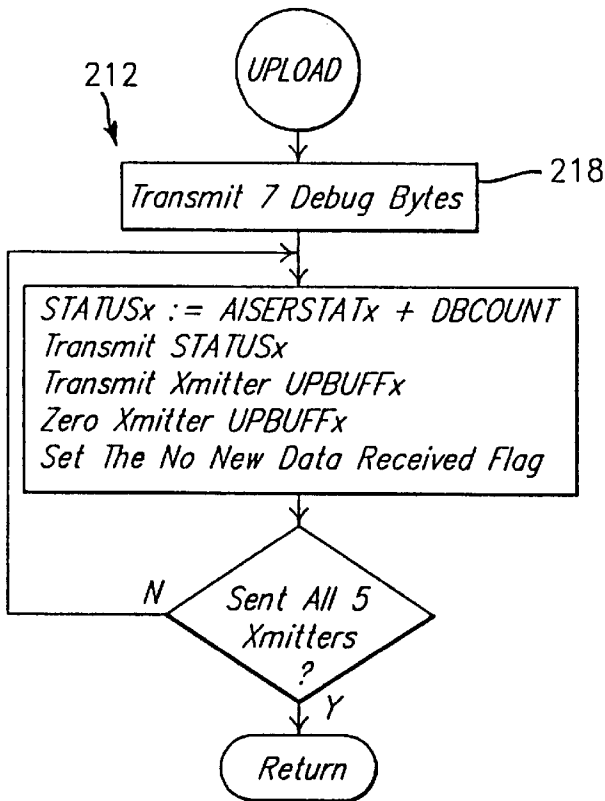 UPLOAD
212
218
Transmit 7 Debug Bytes
STATUSx := AISERSTATx + DBCOUNT
Transmit STATUSx
Transmit Xmitter UPBUFFx
Zero Xmitter UPBUFFx
Set The No New Data Received Flag
N
Sent All 5
Xmitters
?
Y
Return